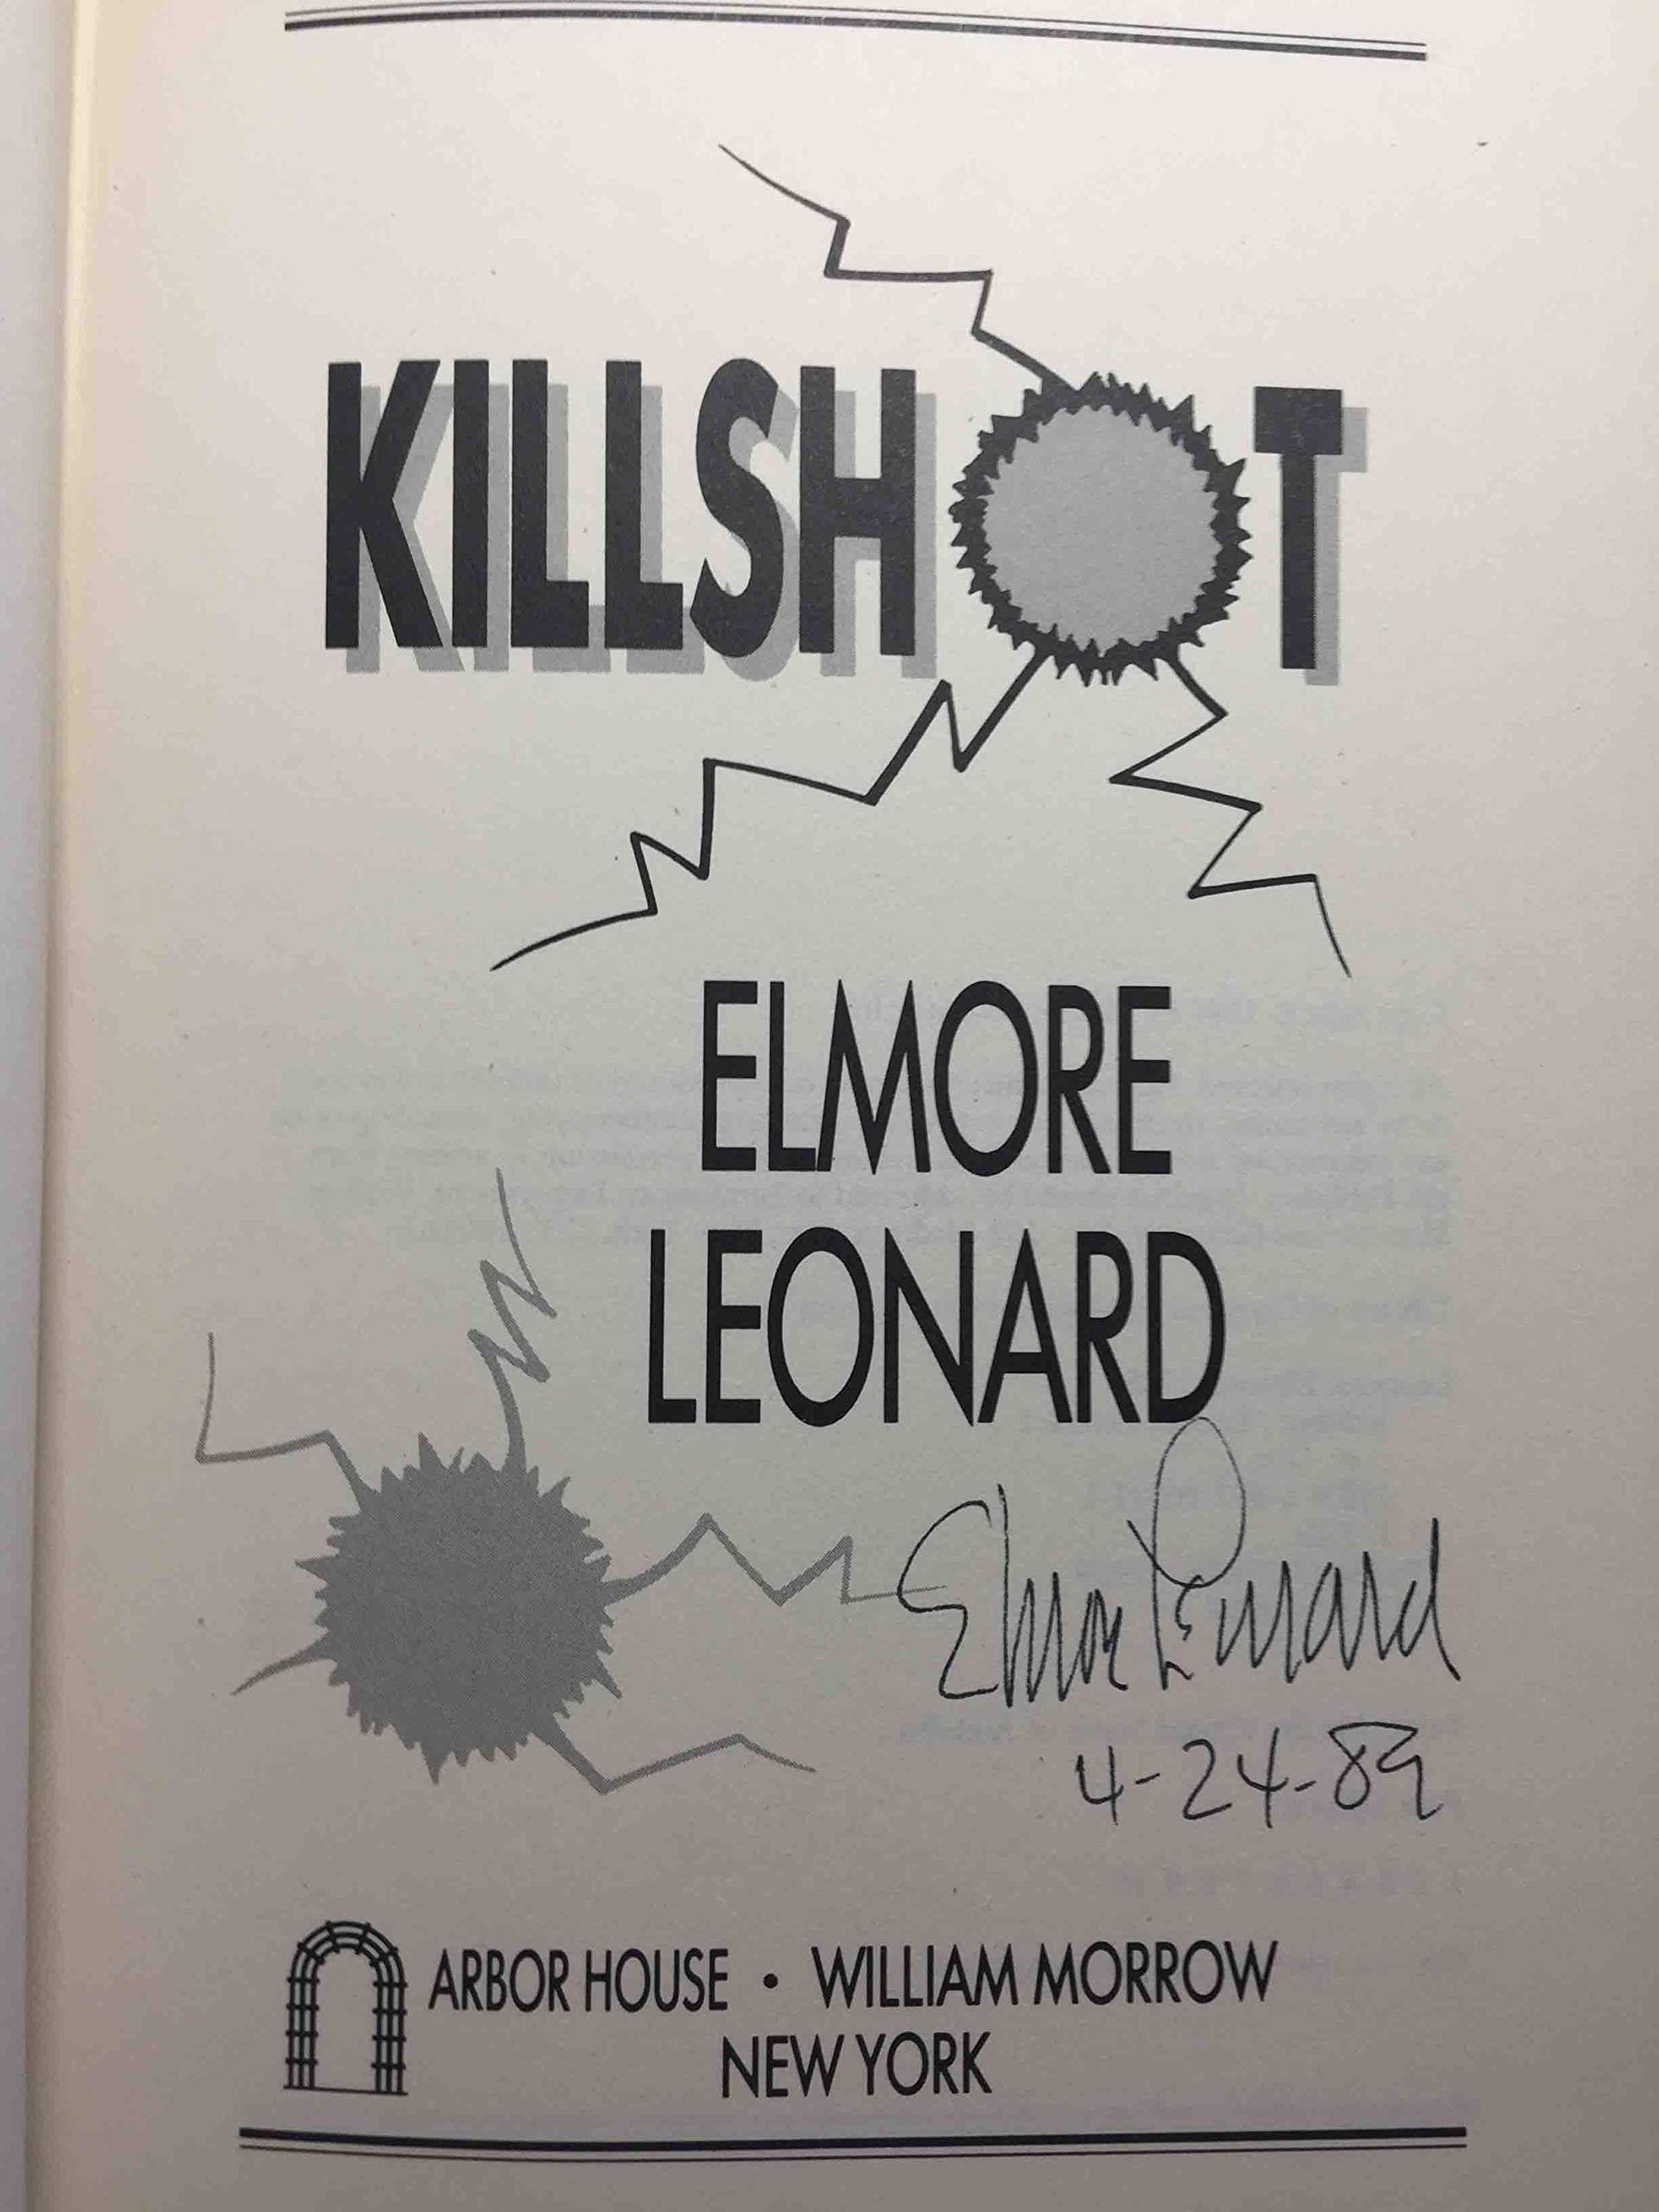 KILLSHOT
ELMORE
LEONARD
Elmore Leonard
4-24-89
ARBOR HOUSE • WILLIAM MORROW
NEW YORK